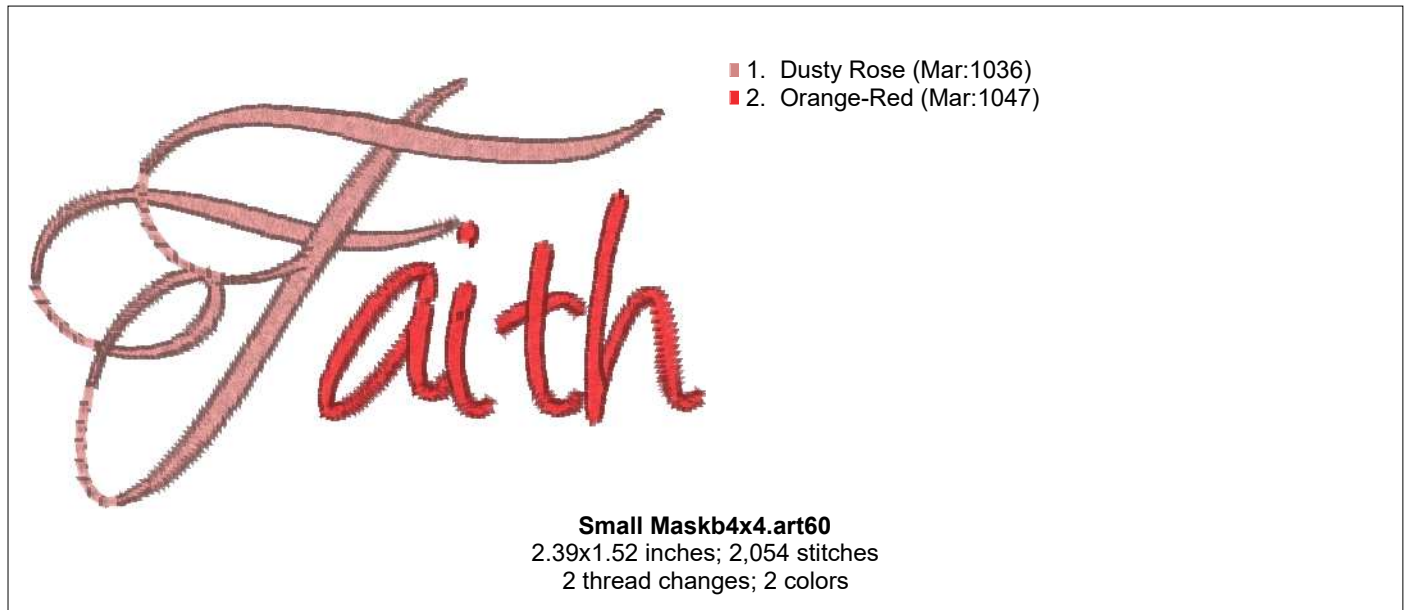 Faith
1. Dusty Rose (Mar:1036)
2. Orange-Red (Mar:1047)
Small Maskb4x4.art60
2.39x1.52 inches; 2,054 stitches
2 thread changes; 2 colors